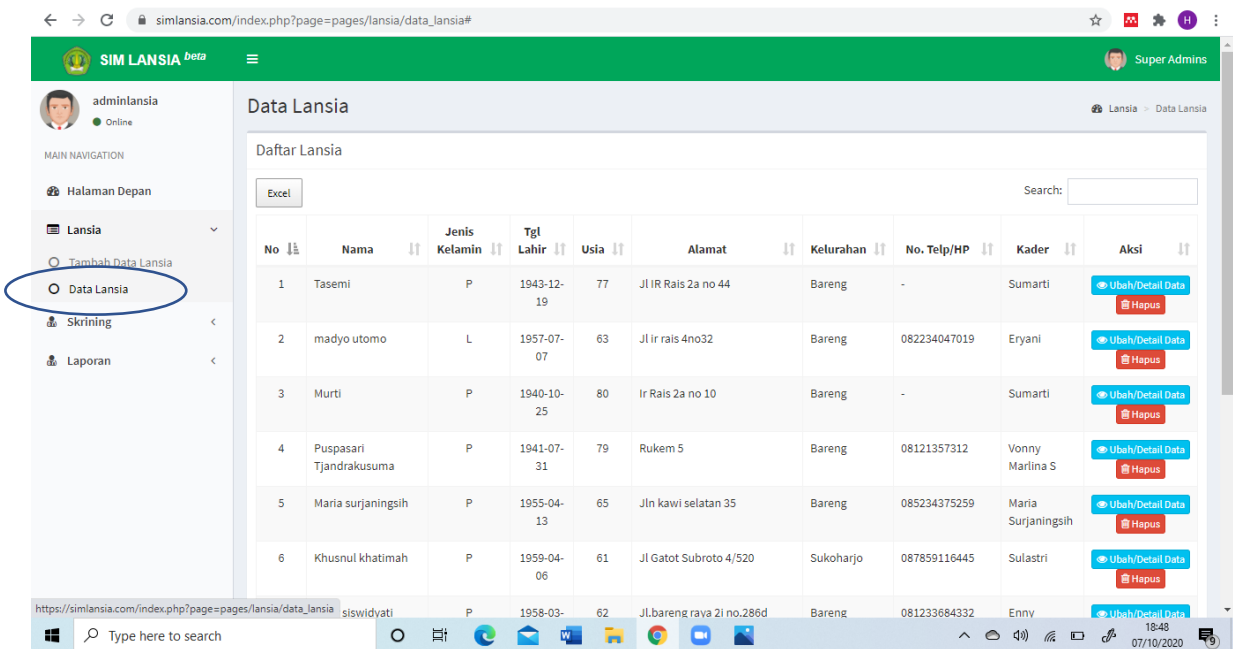 simlansia.com/index.php?page=pages/lansia/data_lansia#
H
SIM LANSIA beta
Super Admins
adminlansia
Online
MAIN NAVIGATION
Halaman Depan
Lansia
Tambah Data Lansia
Data Lansia
Skrining
Laporan
Data Lansia
Lansia > Data Lansia
Daftar Lansia
Excel
Search:
No Nama Jenis Kelamin Tgl Lahir Usia Alamat Kelurahan No. Telp/HP Kader Aksi
1 Tasemi P 1943-12-19 77 Jl IR Rais 2a no 44 Bareng - Sumarti Ubah/Detail Data Hapus
2 madyo utomo L 1957-07-07 63 Jl ir rais 4no32 Bareng 082234047019 Eryani Ubah/Detail Data Hapus
3 Murti P 1940-10-25 80 Ir Rais 2a no 10 Bareng - Sumarti Ubah/Detail Data Hapus
4 Puspasari Tjandrakusuma P 1941-07-31 79 Rukem 5 Bareng 08121357312 Vonny Marlina S Ubah/Detail Data Hapus
5 Maria surjaningsih P 1955-04-13 65 Jln kawi selatan 35 Bareng 085234375259 Maria Surjaningsih Ubah/Detail Data Hapus
6 Khusnul khatimah P 1959-04-06 61 Jl Gatot Subroto 4/520 Sukoharjo 087859116445 Sulastri Ubah/Detail Data Hapus
siswidyati P 1958-03- 62 Jl.bareng raya 2i no.286d Bareng 081233684332 Enny Ubah/Detail Data
https://simlansia.com/index.php?page=pages/lansia/data_lansia
Type here to search
18:48
07/10/2020
9